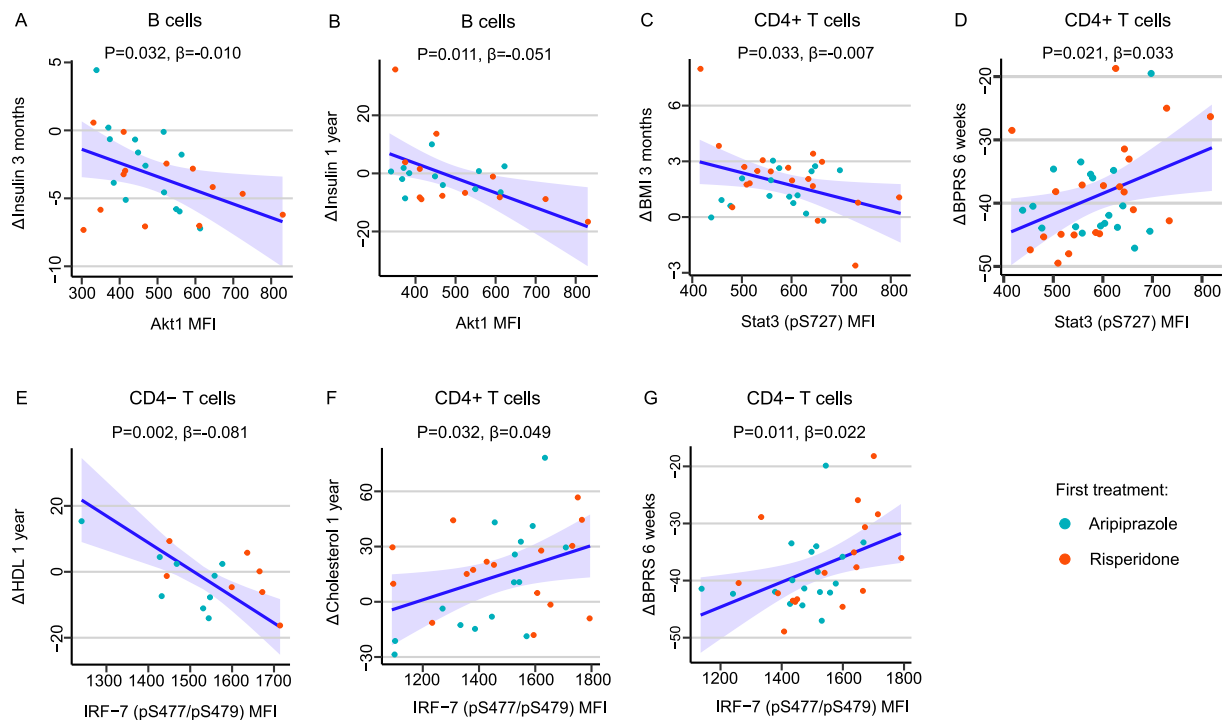 A
B cells
P=0.032, β=-0.010
ΔInsulin 3 months
5
0
−5
−10
300 400 500 600 700 800
Akt1 MFI
B
B cells
P=0.011, β=-0.051
ΔInsulin 1 year
20
0
−20
400 500 600 700 800
Akt1 MFI
C
CD4+ T cells
P=0.033, β=-0.007
ΔBMI 3 months
6
3
0
−3
400 500 600 700 800
Stat3 (pS727) MFI
D
CD4+ T cells
P=0.021, β=0.033
ΔBPRS 6 weeks
−20
−30
−40
−50
400 500 600 700 800
Stat3 (pS727) MFI
E
CD4− T cells
P=0.002, β=-0.081
ΔHDL 1 year
20
0
−20
1300 1400 1500 1600 1700
IRF−7 (pS477/pS479) MFI
F
CD4+ T cells
P=0.032, β=0.049
ΔCholesterol 1 year
60
30
0
−30
1200 1400 1600 1800
IRF−7 (pS477/pS479) MFI
G
CD4− T cells
P=0.011, β=0.022
ΔBPRS 6 weeks
−20
−30
−40
−50
1200 1400 1600 1800
IRF−7 (pS477/pS479) MFI
First treatment:
Aripiprazole
Risperidone